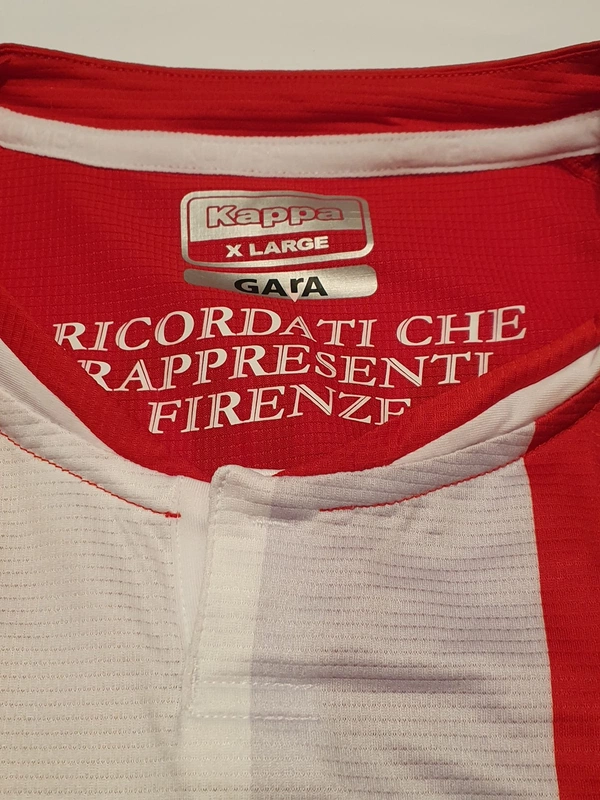 Kappa
X LARGE
GArA
RICORDATI CHE
RAPPRESENTI
FIRENZE